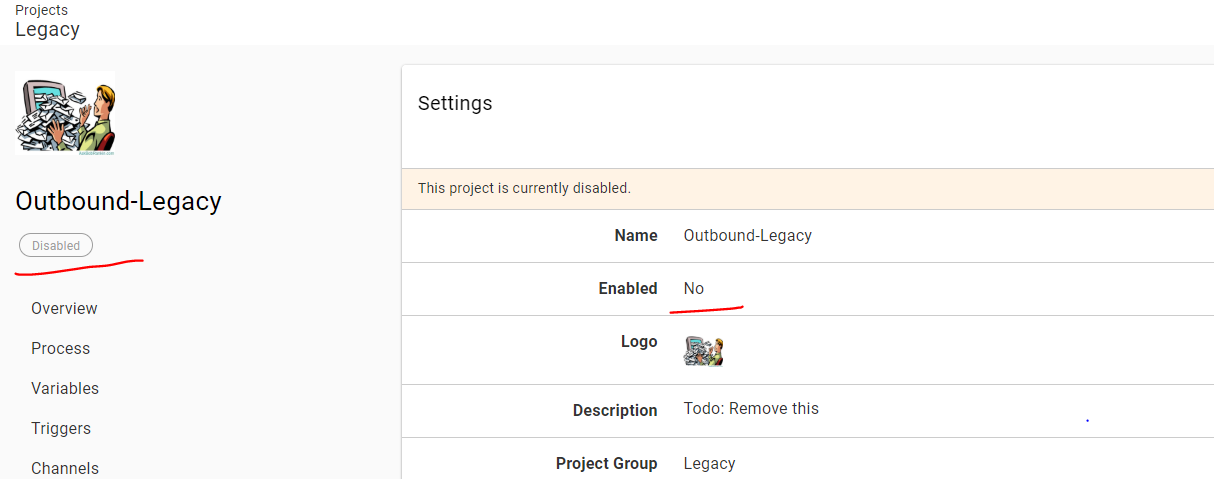 Projects
Legacy
Outbound-Legacy
Disabled
Overview
Process
Variables
Triggers
Channels
Settings
This project is currently disabled.
Name Outbound-Legacy
Enabled No
Logo
Description Todo: Remove this
Project Group Legacy